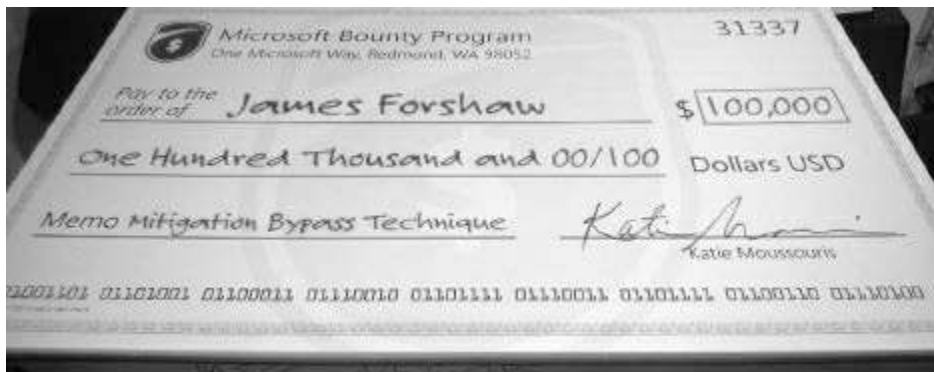 Microsoft Bounty Program 31337
One Microsoft Way, Redmond, WA 98052
Pay to the order of James Forshaw $ 100,000
One Hundred Thousand and 00/100 Dollars USD
Memo Mitigation Bypass Technique
Katie Moussouris
01001101 01101001 01100011 01110010 01101111 01110011 01101111 01100110 01110100